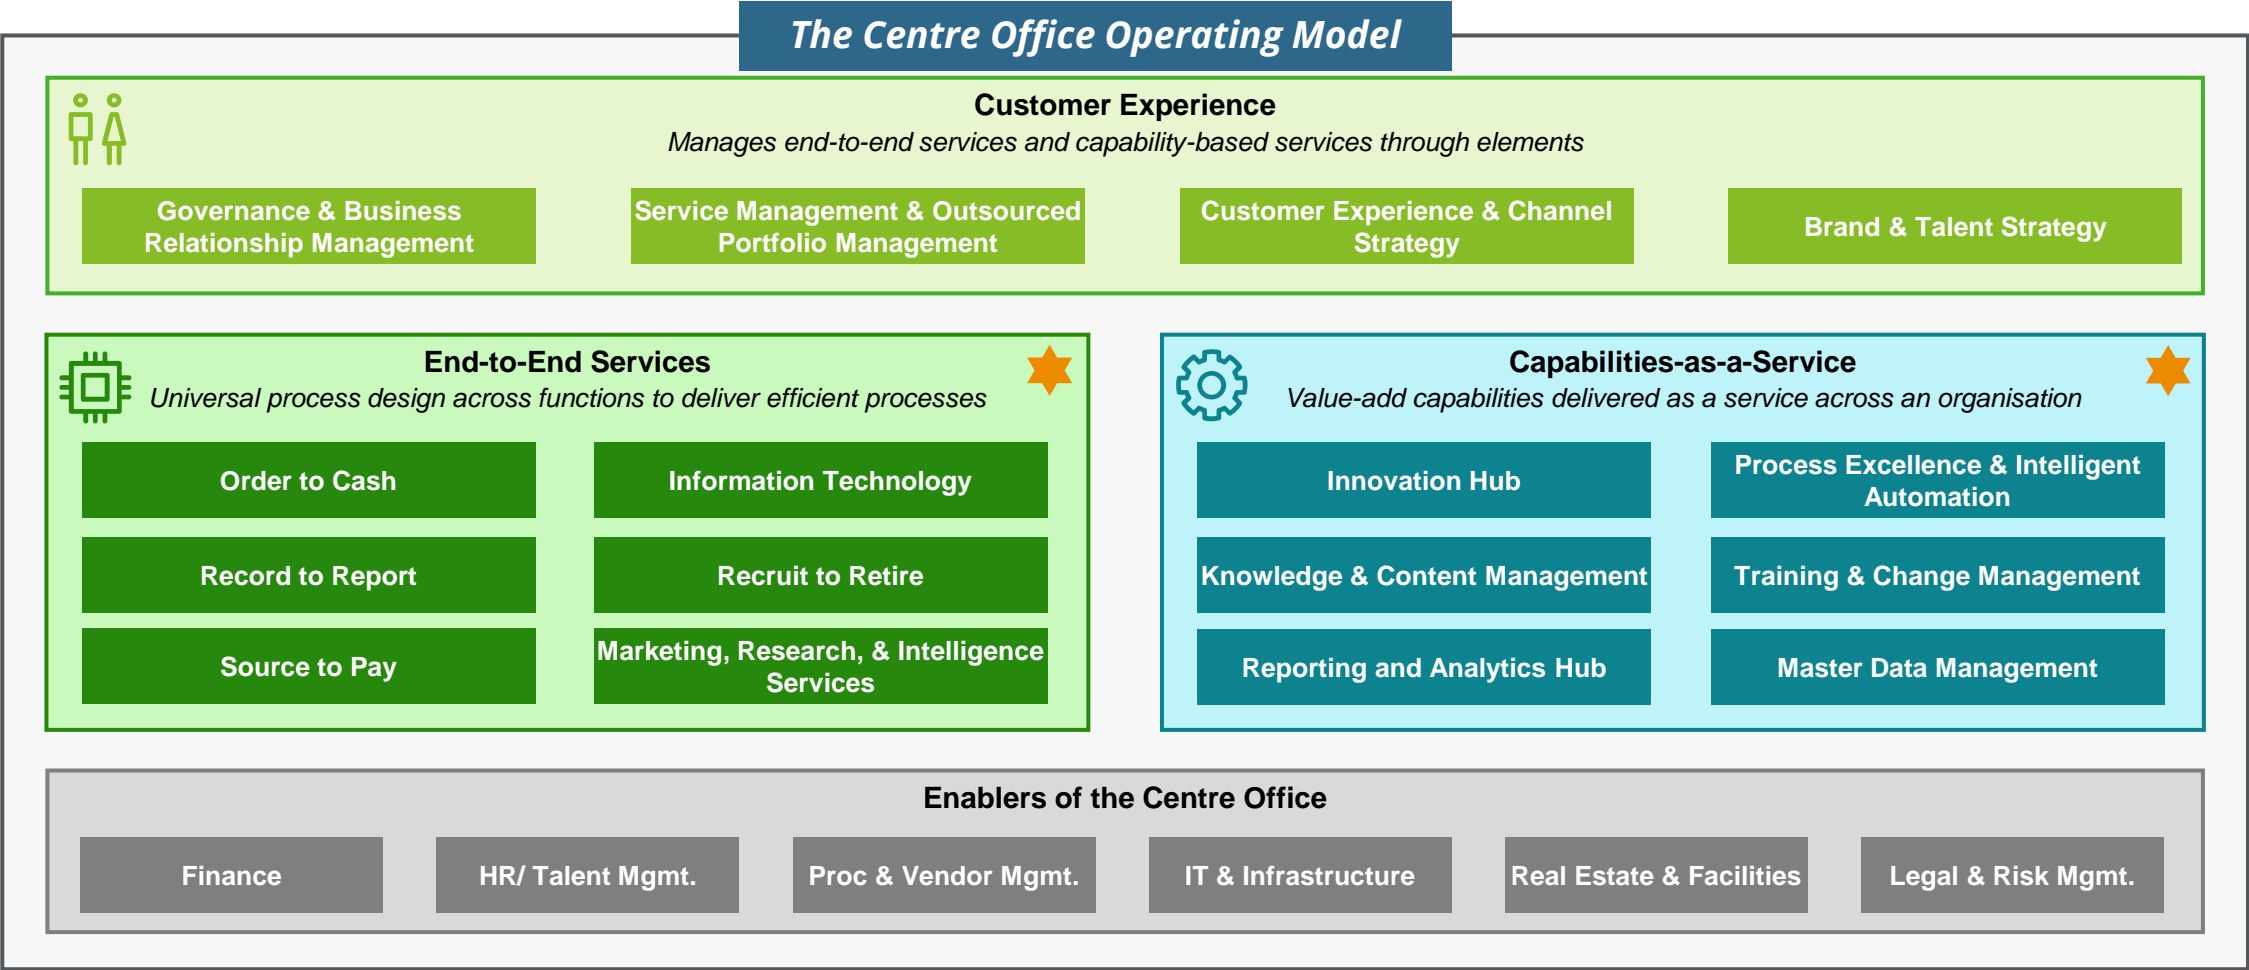 The Centre Office Operating Model
Customer Experience
Manages end-to-end services and capability-based services through elements
Governance & Business
Relationship Management
Service Management & Outsourced
Portfolio Management
Customer Experience & Channel
Strategy
Brand & Talent Strategy
End-to-End Services
Universal process design across functions to deliver efficient processes
Order to Cash
Information Technology
Record to Report
Recruit to Retire
Source to Pay
Marketing, Research, & Intelligence
Services
Capabilities-as-a-Service
Value-add capabilities delivered as a service across an organisation
Innovation Hub
Process Excellence & Intelligent
Automation
Knowledge & Content Management
Training & Change Management
Reporting and Analytics Hub
Master Data Management
Enablers of the Centre Office
Finance
HR/ Talent Mgmt.
Proc & Vendor Mgmt.
IT & Infrastructure
Real Estate & Facilities
Legal & Risk Mgmt.